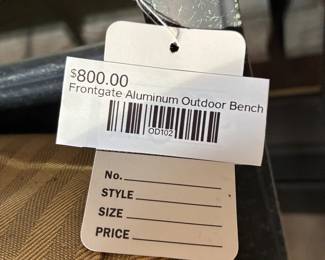 $800.00
Frontgate Aluminum Outdoor Bench
OD102
No.
STYLE
SIZE
PRICE